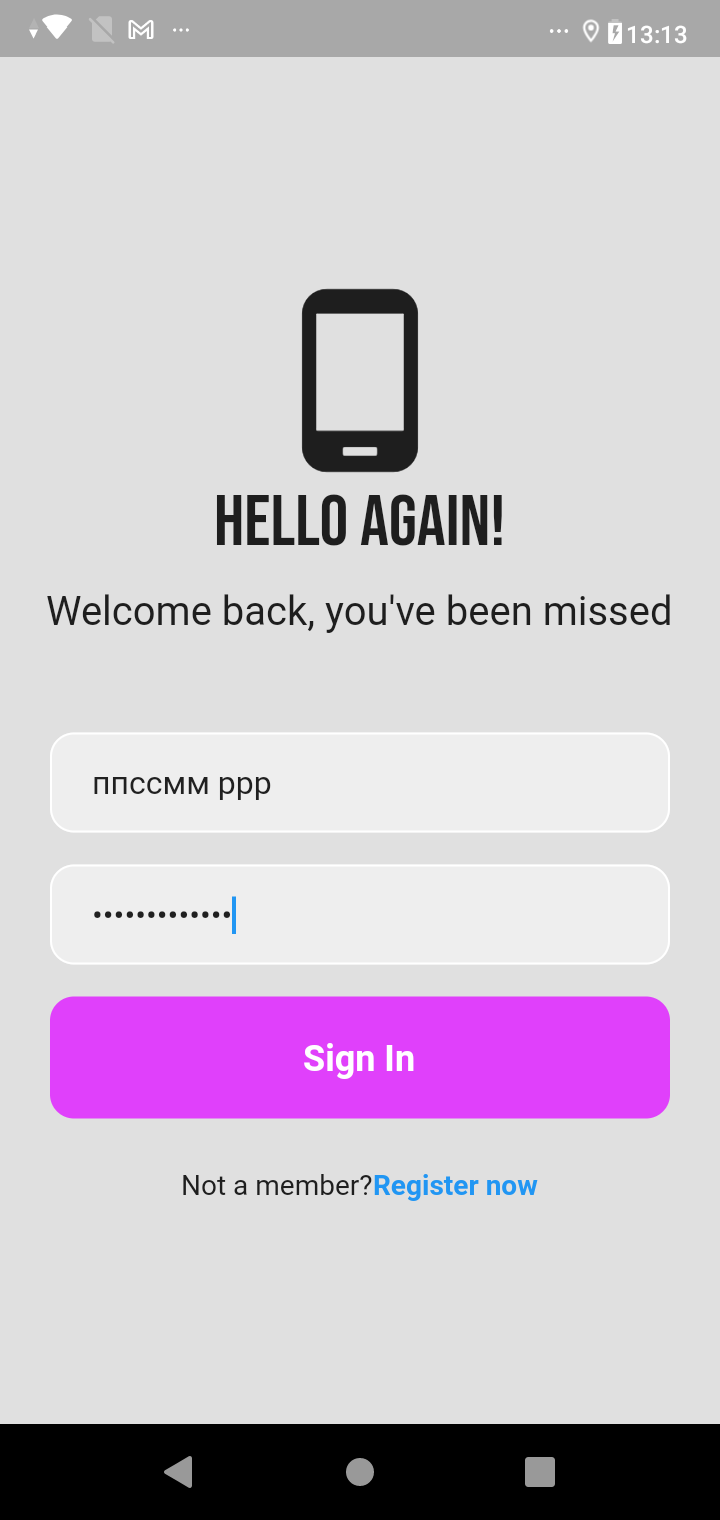 13:13
HELLO AGAIN!
Welcome back, you've been missed
ппссмм ррр
•••••••••••••
Sign In
Not a member?Register now